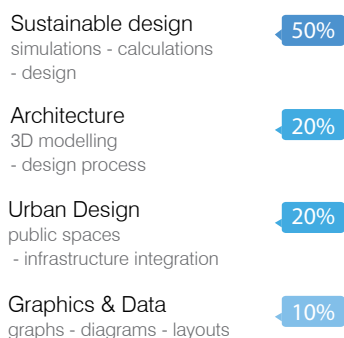 Sustainable design
50%
simulations - calculations
- design
Architecture
20%
3D modelling
- design process
Urban Design
20%
public spaces
- infrastructure integration
Graphics & Data
10%
graphs - diagrams - layouts